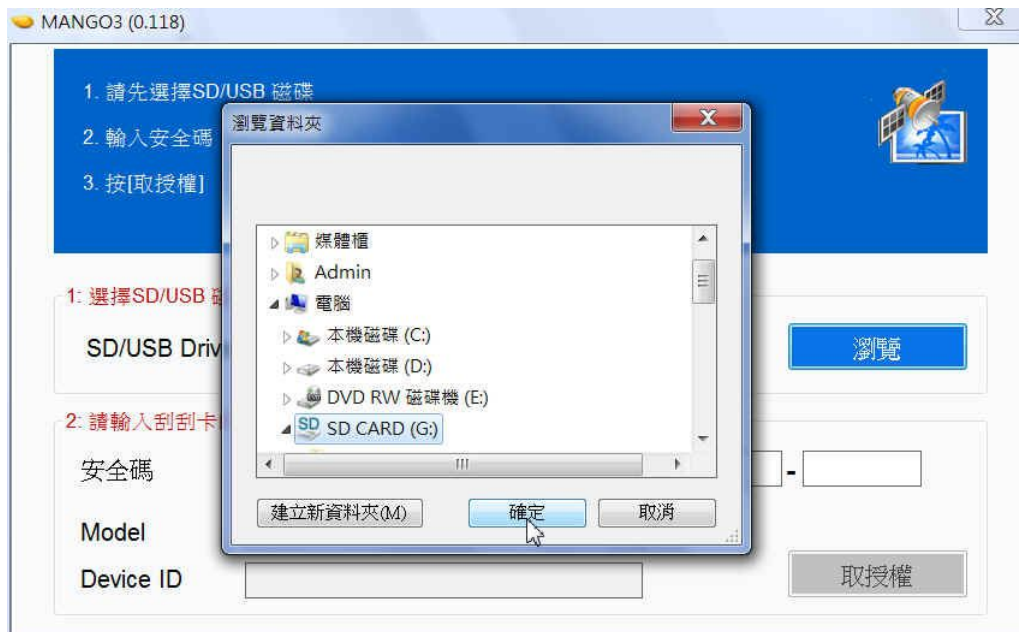 MANGO3 (0.118)
1. 請先選擇SD/USB 磁碟
2. 輸入安全碼
3. 按[取授權]
瀏覽資料夾
媒體櫃
Admin
電腦
本機磁碟 (C:)
本機磁碟 (D:)
DVD RW 磁碟機 (E:)
SD CARD (G:)
建立新資料夾(M)
確定
取消
1: 選擇SD/USB
SD/USB Driv
瀏覽
2: 請輸入刮刮卡
安全碼
-
Model
Device ID
取授權